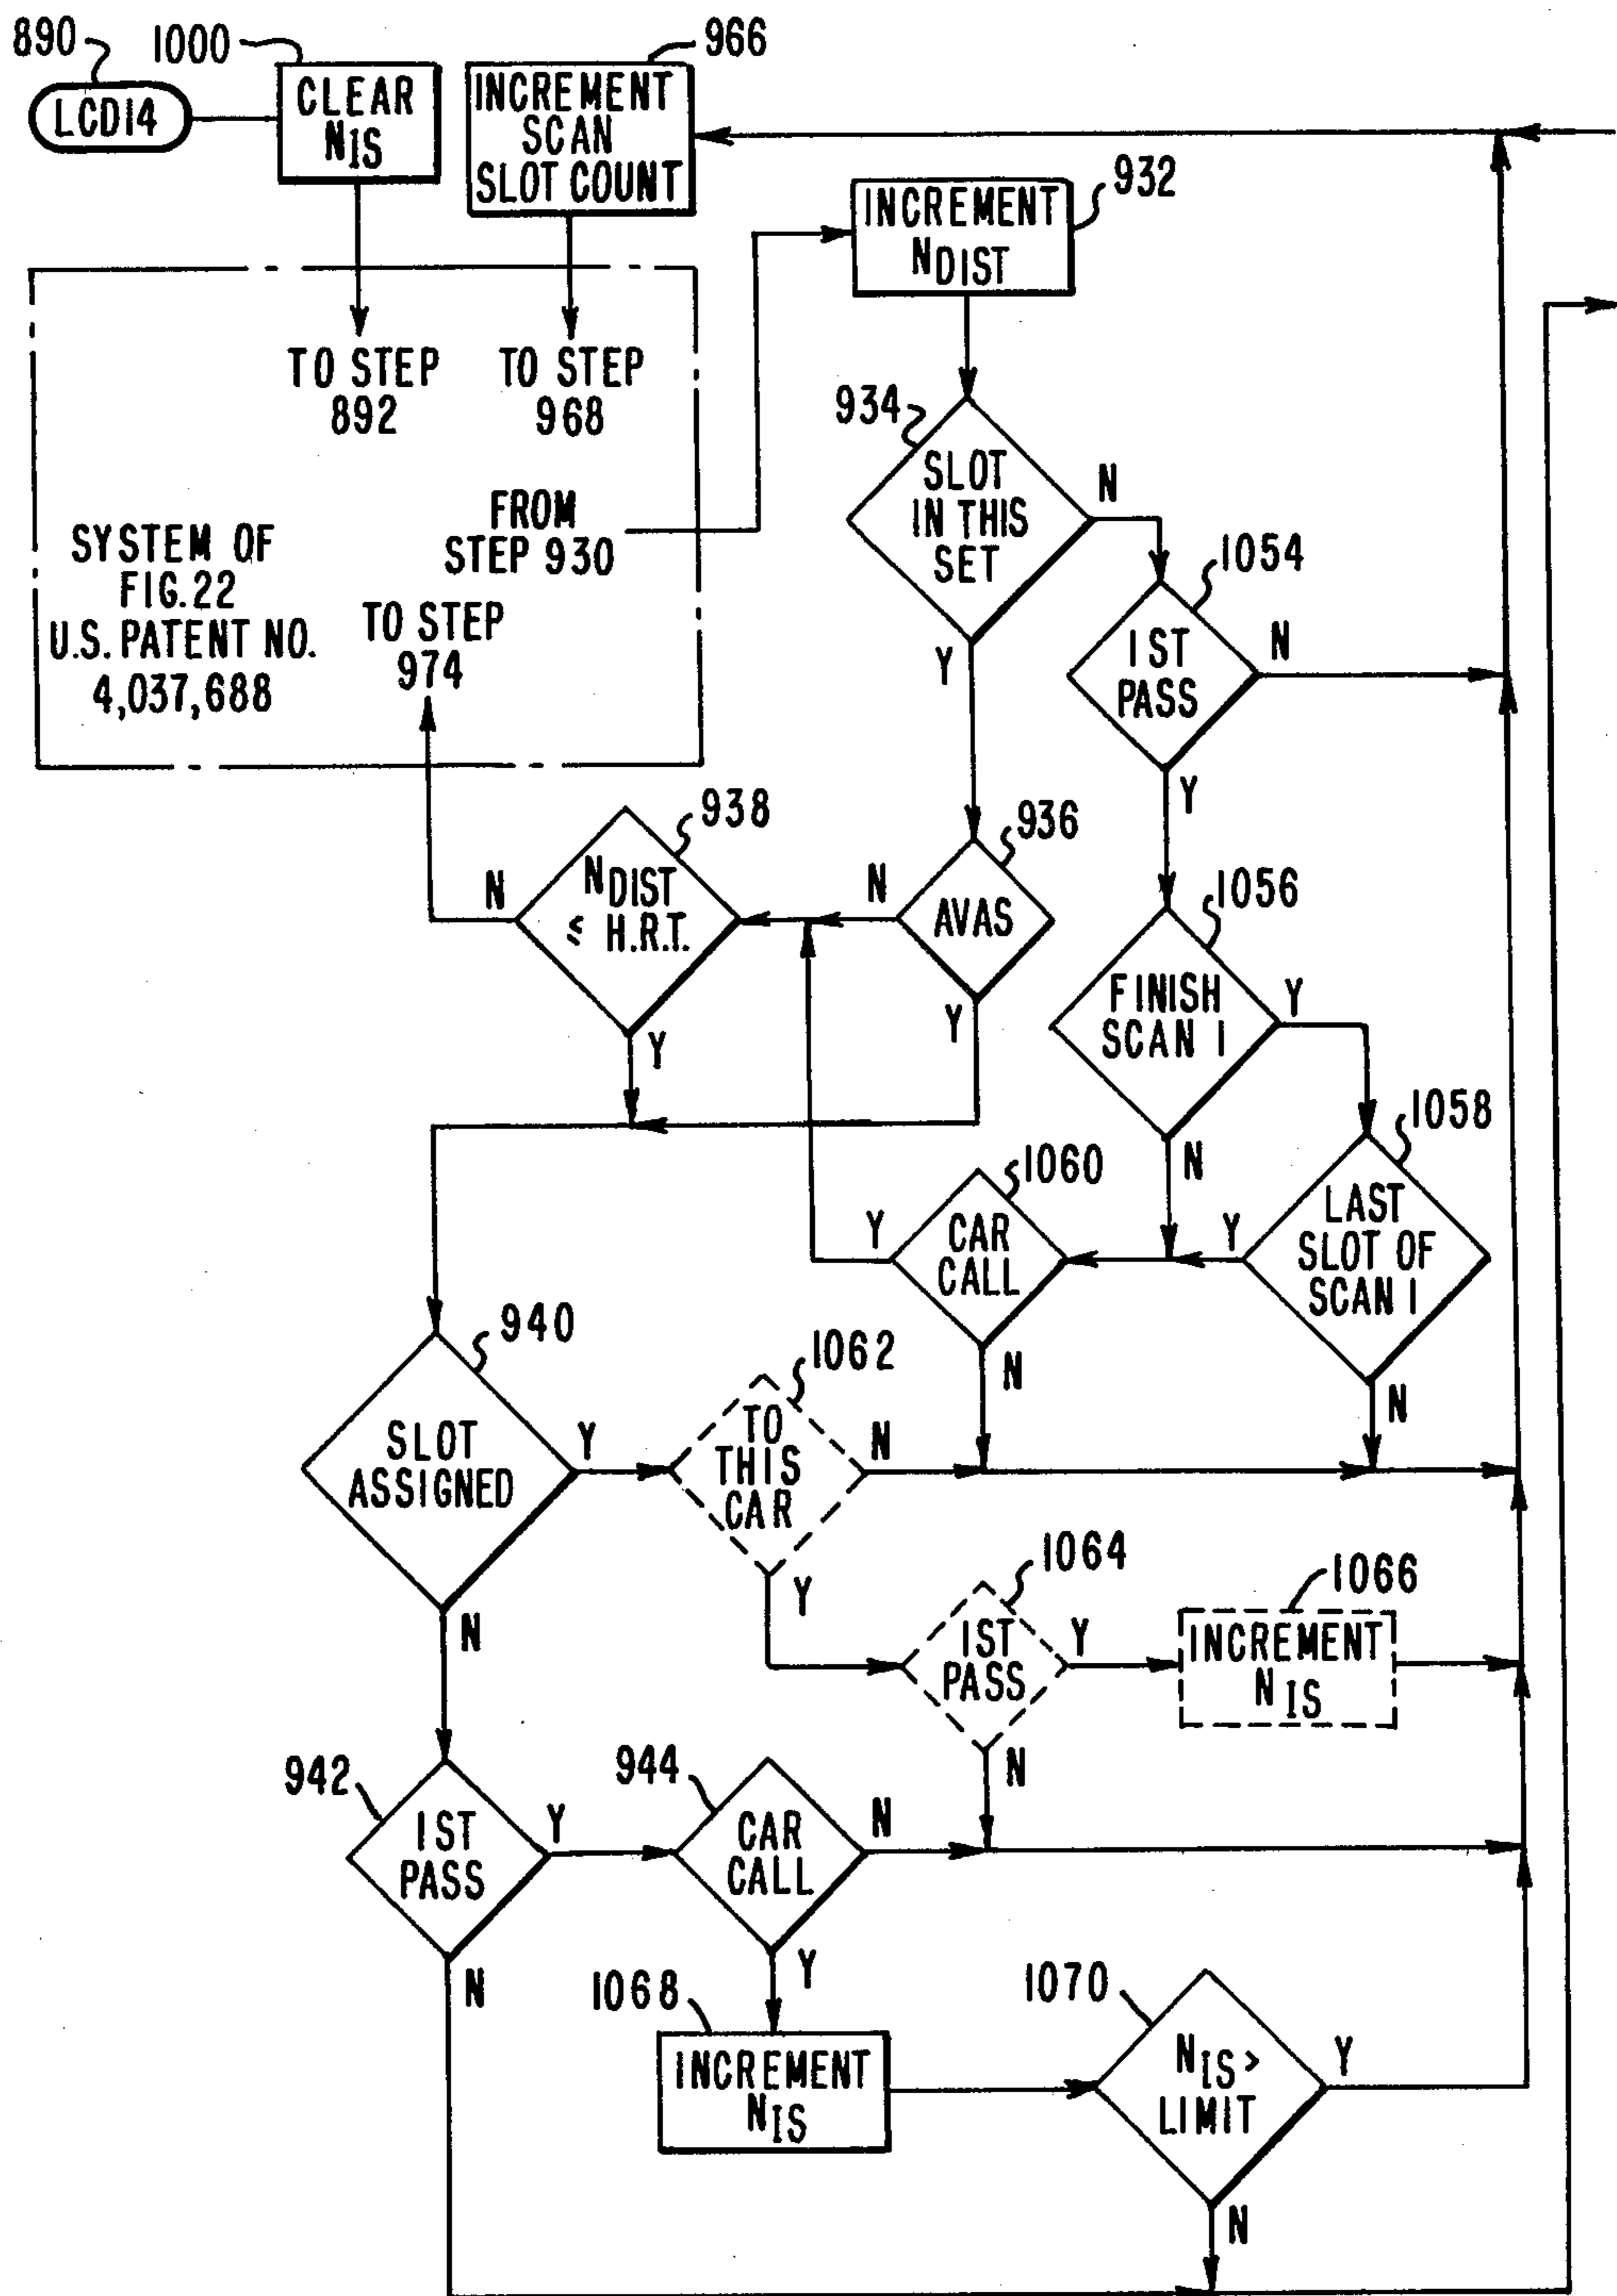 890
1000
966
LCD14
CLEAR
NIS
INCREMENT
SCAN
SLOT COUNT
932
INCREMENT
NDIST
TO STEP
892
TO STEP
968
934
SLOT
IN THIS
SET
N
Y
FROM
STEP 930
SYSTEM OF
FIG.22
U.S. PATENT NO.
4,037,688
TO STEP
974
1054
1ST
PASS
N
Y
938
NDIST
≤ H.R.T.
N
Y
936
AVAS
N
Y
1056
FINISH
SCAN 1
Y
N
1058
LAST
SLOT OF
SCAN 1
Y
N
1060
CAR
CALL
Y
N
940
SLOT
ASSIGNED
Y
N
1062
TO
THIS
CAR
N
Y
1064
1ST
PASS
Y
N
1066
INCREMENT
NIS
942
1ST
PASS
Y
N
944
CAR
CALL
N
Y
1068
INCREMENT
NIS
1070
NIS >
LIMIT
Y
N